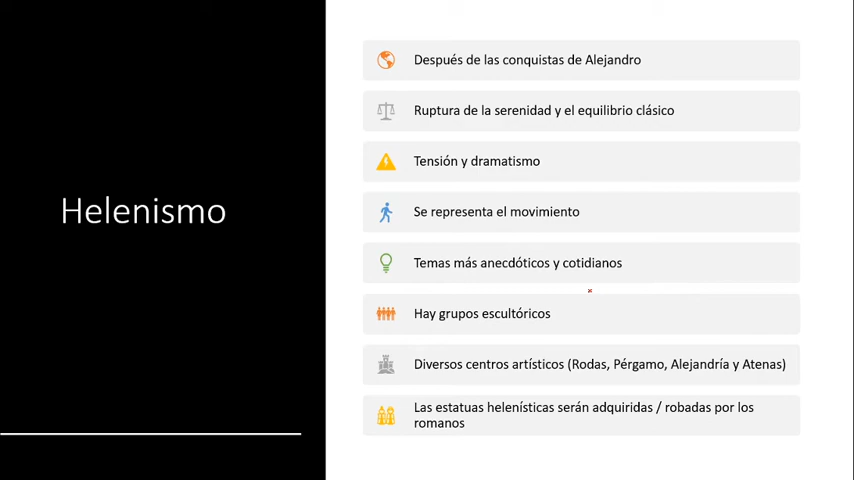 Helenismo
Después de las conquistas de Alejandro
Ruptura de la serenidad y el equilibrio clásico
Tensión y dramatismo
Se representa el movimiento
Temas más anecdóticos y cotidianos
Hay grupos escultóricos
Diversos centros artísticos (Rodas, Pérgamo, Alejandría y Atenas)
Las estatuas helenísticas serán adquiridas / robadas por los
romanos